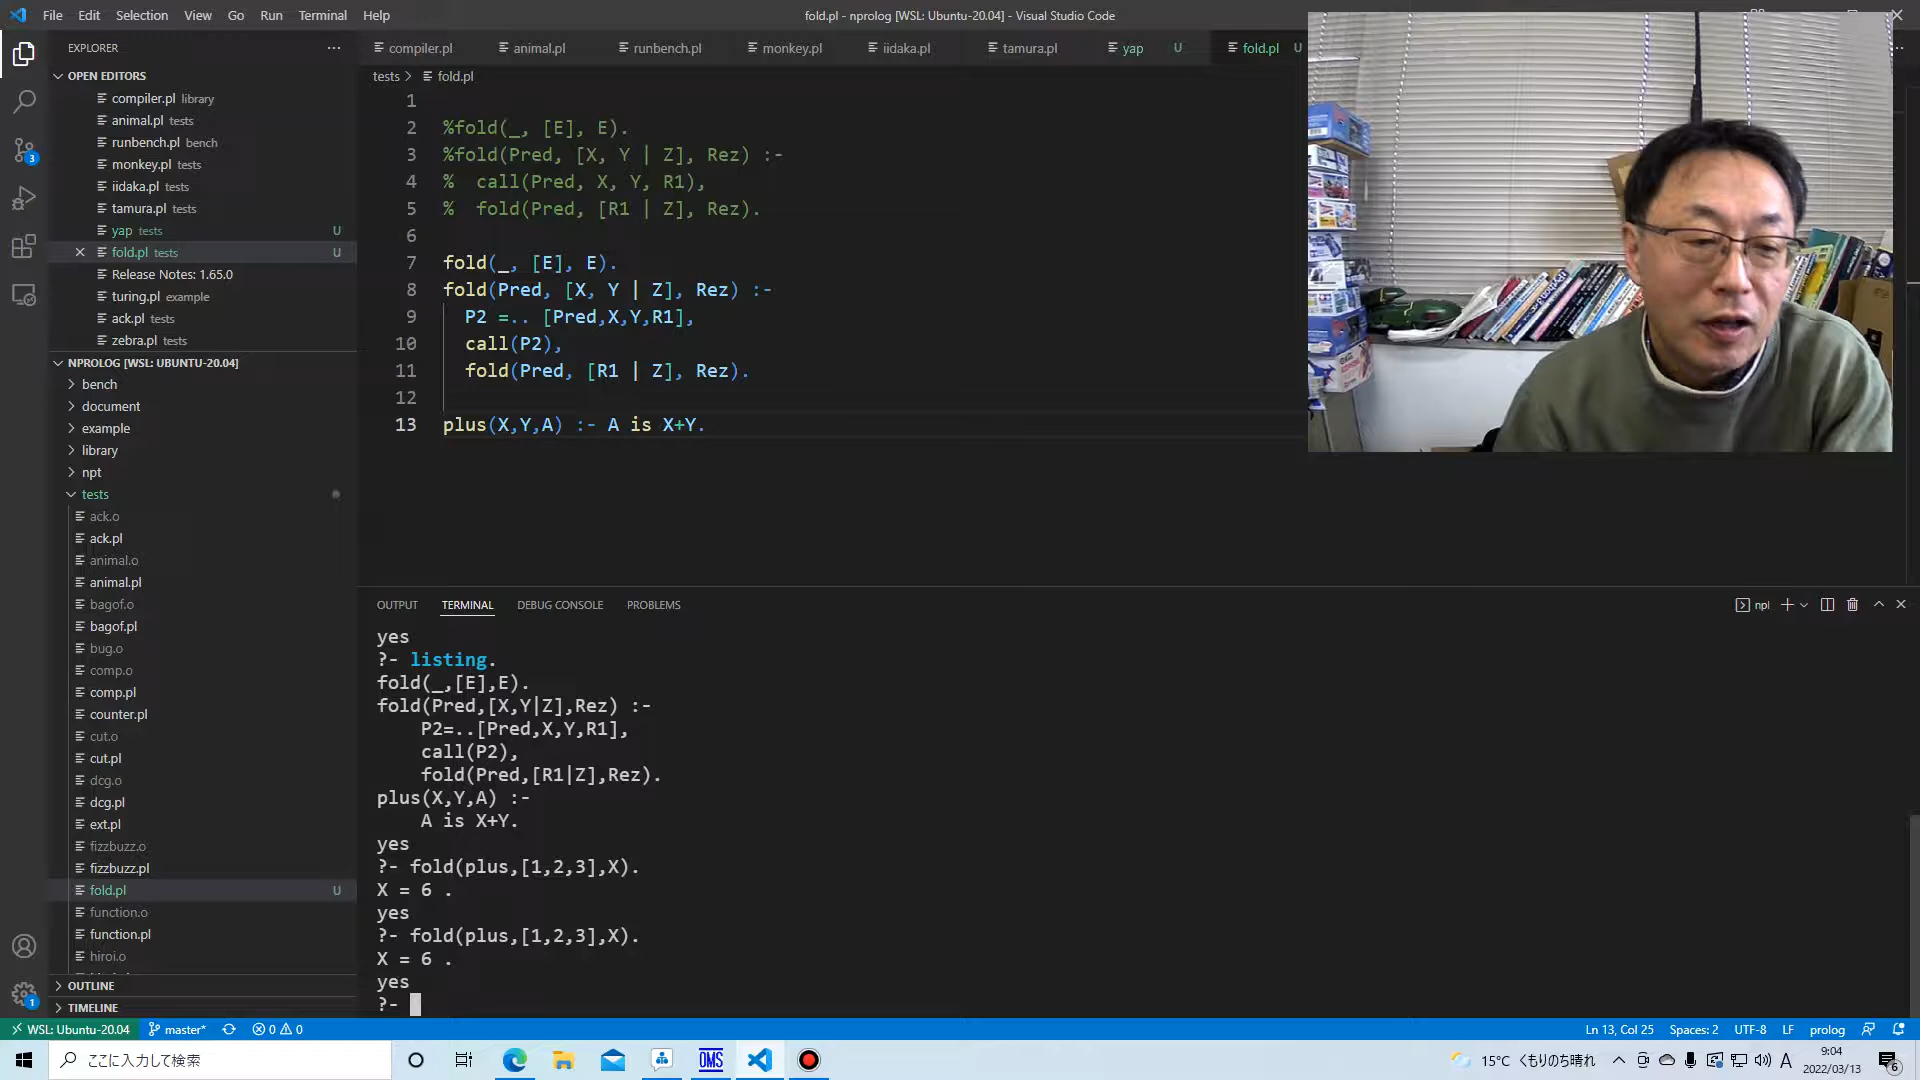 File Edit Selection View Go Run Terminal Help
fold.pl - nprolog [WSL: Ubuntu-20.04] - Visual Studio Code
EXPLORER
OPEN EDITORS
compiler.pl library
animal.pl tests
runbench.pl bench
monkey.pl tests
iidaka.pl tests
tamura.pl tests
yap tests U
fold.pl tests U
Release Notes: 1.65.0
turing.pl example
ack.pl tests
zebra.pl tests
NPROLOG [WSL: UBUNTU-20.04]
bench
document
example
library
npt
tests
ack.o
ack.pl
animal.o
animal.pl
bagof.o
bagof.pl
bug.o
comp.o
comp.pl
counter.pl
cut.o
cut.pl
dcg.o
dcg.pl
ext.pl
fizzbuzz.o
fizzbuzz.pl
fold.pl U
function.o
function.pl
hiroi.o
OUTLINE
TIMELINE
3
1
compiler.pl animal.pl runbench.pl monkey.pl iidaka.pl tamura.pl yap U fold.pl U
tests > fold.pl
1
2 %fold(_, [E], E).
3 %fold(Pred, [X, Y | Z], Rez) :-
4 %  call(Pred, X, Y, R1),
5 %  fold(Pred, [R1 | Z], Rez).
6
7 fold(_, [E], E).
8 fold(Pred, [X, Y | Z], Rez) :-
9   P2 =.. [Pred,X,Y,R1],
10   call(P2),
11   fold(Pred, [R1 | Z], Rez).
12
13 plus(X,Y,A) :- A is X+Y.
OUTPUT TERMINAL DEBUG CONSOLE PROBLEMS
npl
yes
?- listing.
fold(_,[E],E).
fold(Pred,[X,Y|Z],Rez) :-
    P2=..[Pred,X,Y,R1],
    call(P2),
    fold(Pred,[R1|Z],Rez).
plus(X,Y,A) :-
    A is X+Y.
yes
?- fold(plus,[1,2,3],X).
X = 6 .
yes
?- fold(plus,[1,2,3],X).
X = 6 .
yes
?-
WSL: Ubuntu-20.04 master* 0 0
Ln 13, Col 25 Spaces: 2 UTF-8 LF prolog
ここに入力して検索
OMS
15°C くもりのち晴れ
A
9:04
2022/03/13
6